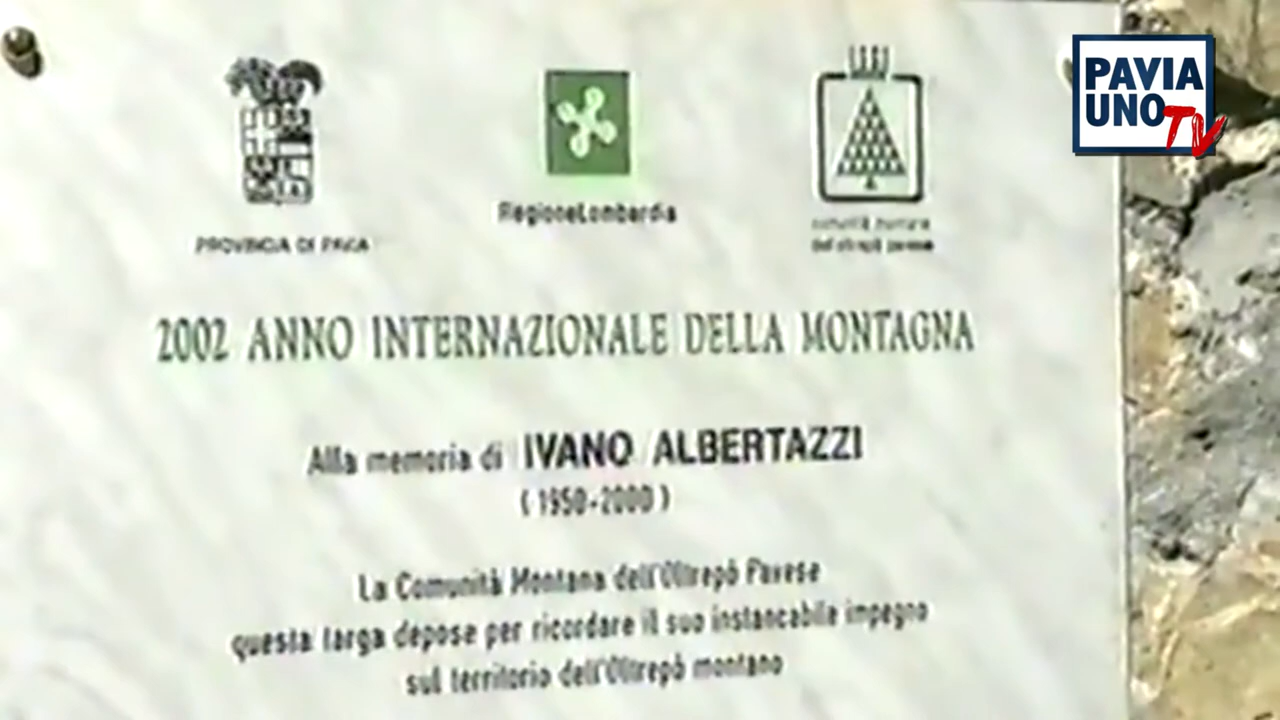 PAVIA
UNO TV
PROVINCIA DI PAVIA
RegioneLombardia
comunità montana
dell'oltrepò pavese
2002 ANNO INTERNAZIONALE DELLA MONTAGNA
Alla memoria di IVANO ALBERTAZZI
(1950-2000)
La Comunità Montana dell'Oltrepò Pavese
questa targa depose per ricordare il suo instancabile impegno
sul territorio dell'Oltrepò montano